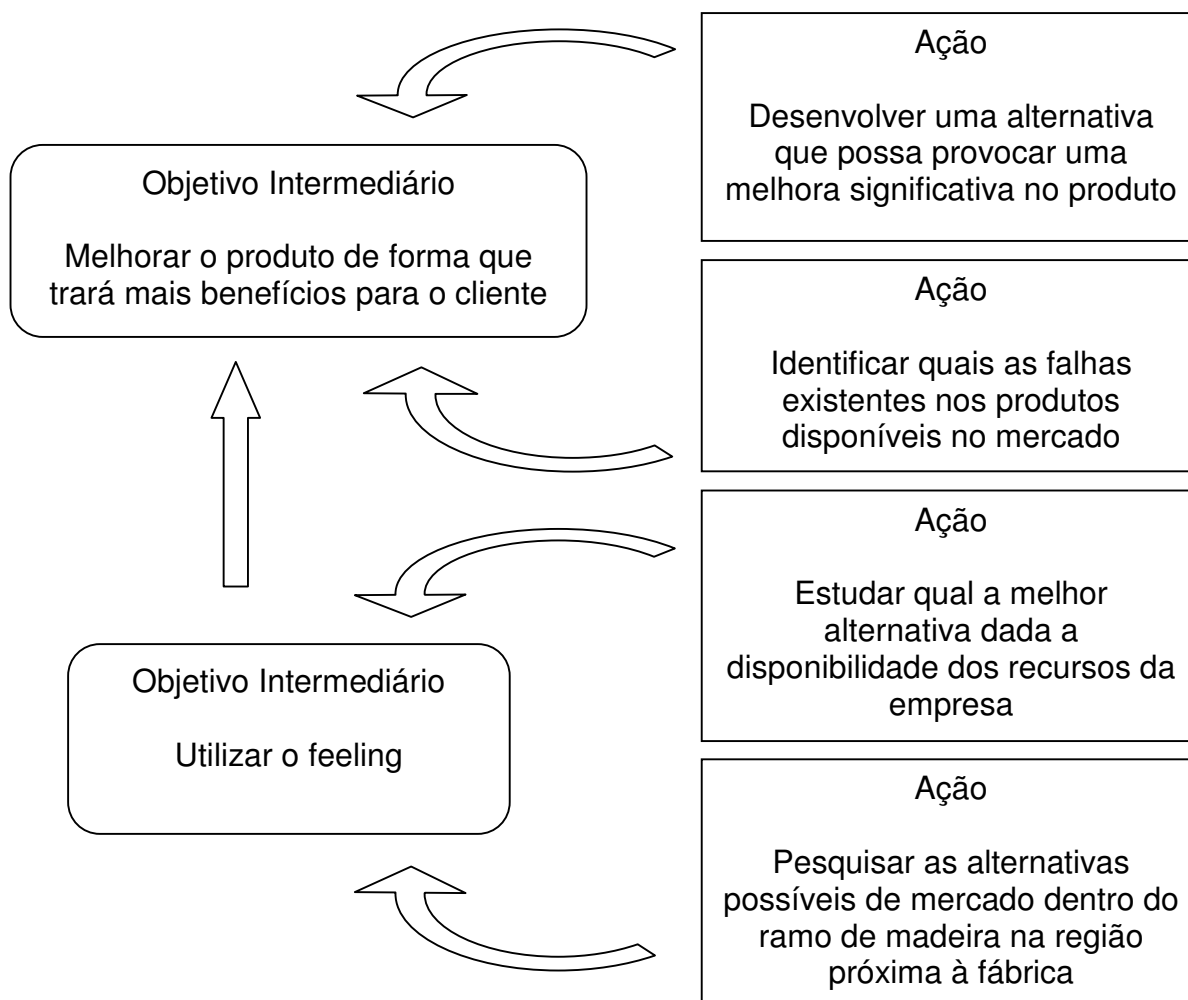 Ação
Desenvolver uma alternativa
que possa provocar uma
melhora significativa no produto
Objetivo Intermediário
Melhorar o produto de forma que
trará mais benefícios para o cliente
Ação
Identificar quais as falhas
existentes nos produtos
disponíveis no mercado
Ação
Estudar qual a melhor
alternativa dada a
disponibilidade dos recursos da
empresa
Objetivo Intermediário
Utilizar o feeling
Ação
Pesquisar as alternativas
possíveis de mercado dentro do
ramo de madeira na região
próxima à fábrica